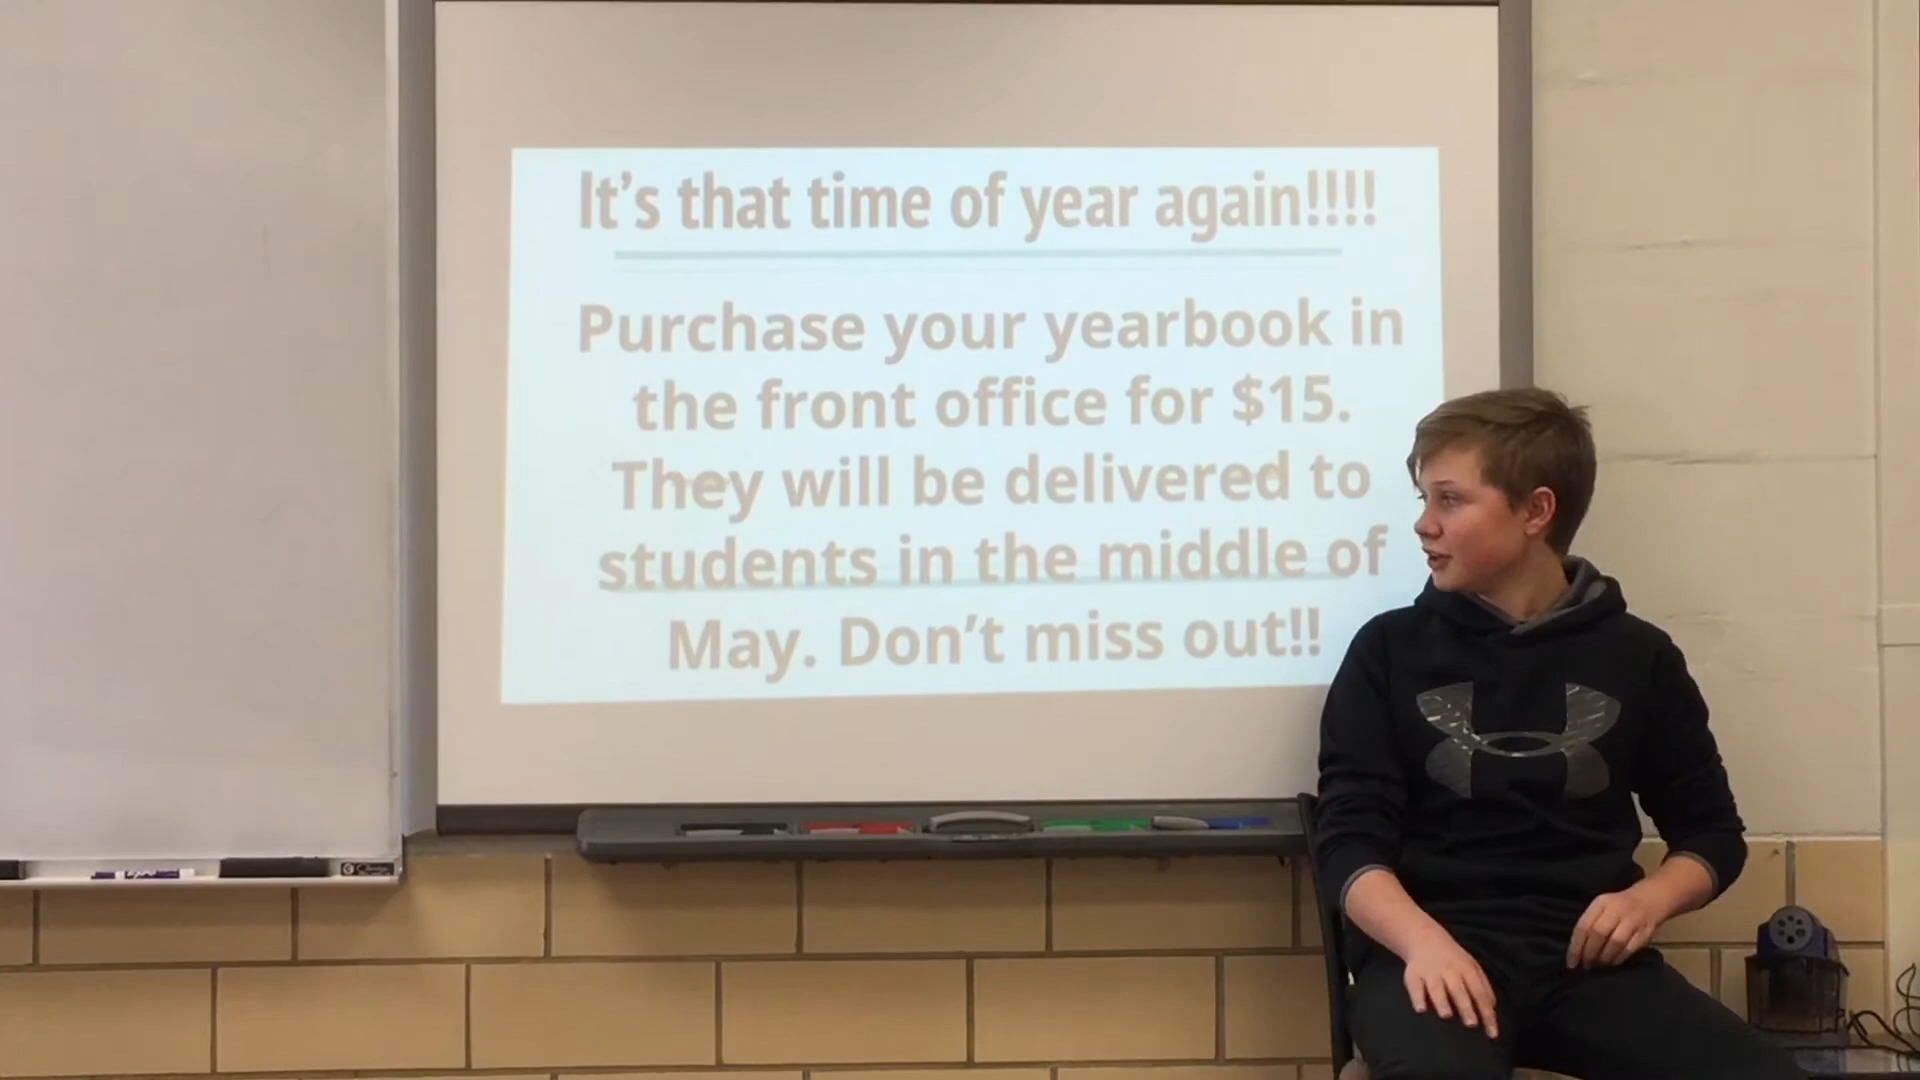 It's that time of year again!!!!
Purchase your yearbook in
the front office for $15.
They will be delivered to
students in the middle of
May. Don't miss out!!